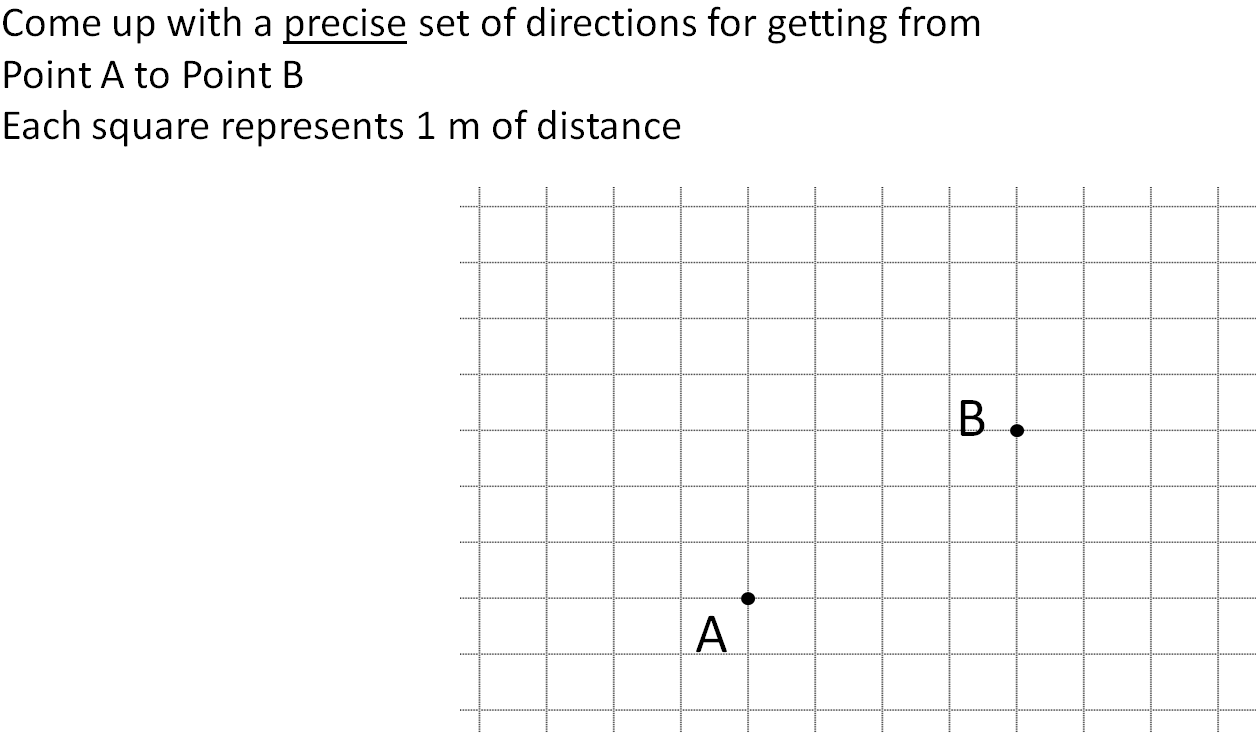 Come up with a precise set of directions for getting from
Point A to Point B
Each square represents 1 m of distance
B
A